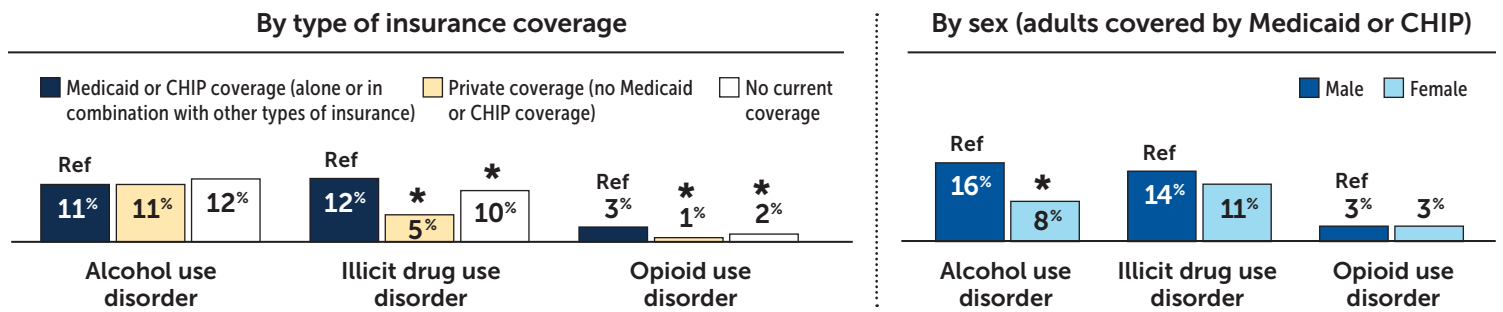 By type of insurance coverage
Medicaid or CHIP coverage (alone or in
combination with other types of insurance)
Private coverage (no Medicaid
or CHIP coverage)
No current
coverage
Ref
11%
11%
12%
Alcohol use
disorder
Ref
12%
*
5%
*
10%
Illicit drug use
disorder
Ref
3%
*
1%
*
2%
Opioid use
disorder
By sex (adults covered by Medicaid or CHIP)
Male
Female
Ref
16%
*
8%
Alcohol use
disorder
Ref
14%
11%
Illicit drug use
disorder
Ref
3%
3%
Opioid use
disorder